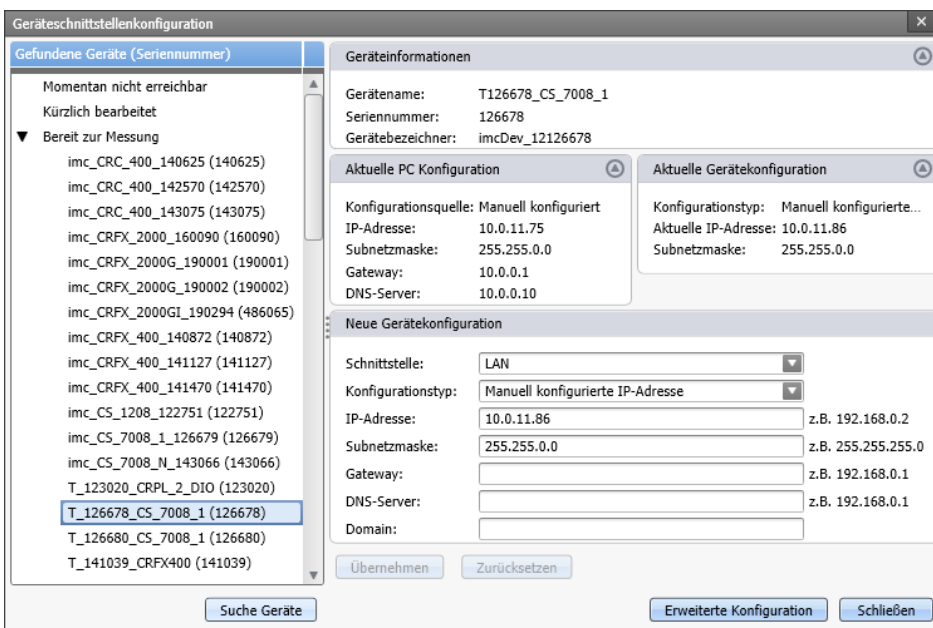 Geräteschnittstellenkonfiguration
Gefundene Geräte (Seriennummer)
Momentan nicht erreichbar
Kürzlich bearbeitet
Bereit zur Messung
imc_CRC_400_140625 (140625)
imc_CRC_400_142570 (142570)
imc_CRC_400_143075 (143075)
imc_CRFX_2000_160090 (160090)
imc_CRFX_2000G_190001 (190001)
imc_CRFX_2000G_190002 (190002)
imc_CRFX_2000GI_190294 (486065)
imc_CRFX_400_140872 (140872)
imc_CRFX_400_141127 (141127)
imc_CRFX_400_141470 (141470)
imc_CS_1208_122751 (122751)
imc_CS_7008_1_126679 (126679)
imc_CS_7008_N_143066 (143066)
T_123020_CRPL_2_DIO (123020)
T_126678_CS_7008_1 (126678)
T_126680_CS_7008_1 (126680)
T_141039_CRFX400 (141039)
Suche Geräte
Geräteinformationen
Gerätename: T126678_CS_7008_1
Seriennummer: 126678
Gerätebezeichner: imcDev_12126678
Aktuelle PC Konfiguration
Konfigurationsquelle: Manuell konfiguriert
IP-Adresse: 10.0.11.75
Subnetzmaske: 255.255.0.0
Gateway: 10.0.0.1
DNS-Server: 10.0.0.10
Aktuelle Gerätekonfiguration
Konfigurationstyp: Manuell konfigurierte...
Aktuelle IP-Adresse: 10.0.11.86
Subnetzmaske: 255.255.0.0
Neue Gerätekonfiguration
Schnittstelle: LAN
Konfigurationstyp: Manuell konfigurierte IP-Adresse
IP-Adresse: 10.0.11.86 z.B. 192.168.0.2
Subnetzmaske: 255.255.0.0 z.B. 255.255.255.0
Gateway: z.B. 192.168.0.1
DNS-Server: z.B. 192.168.0.1
Domain:
Übernehmen Zurücksetzen
Erweiterte Konfiguration Schließen